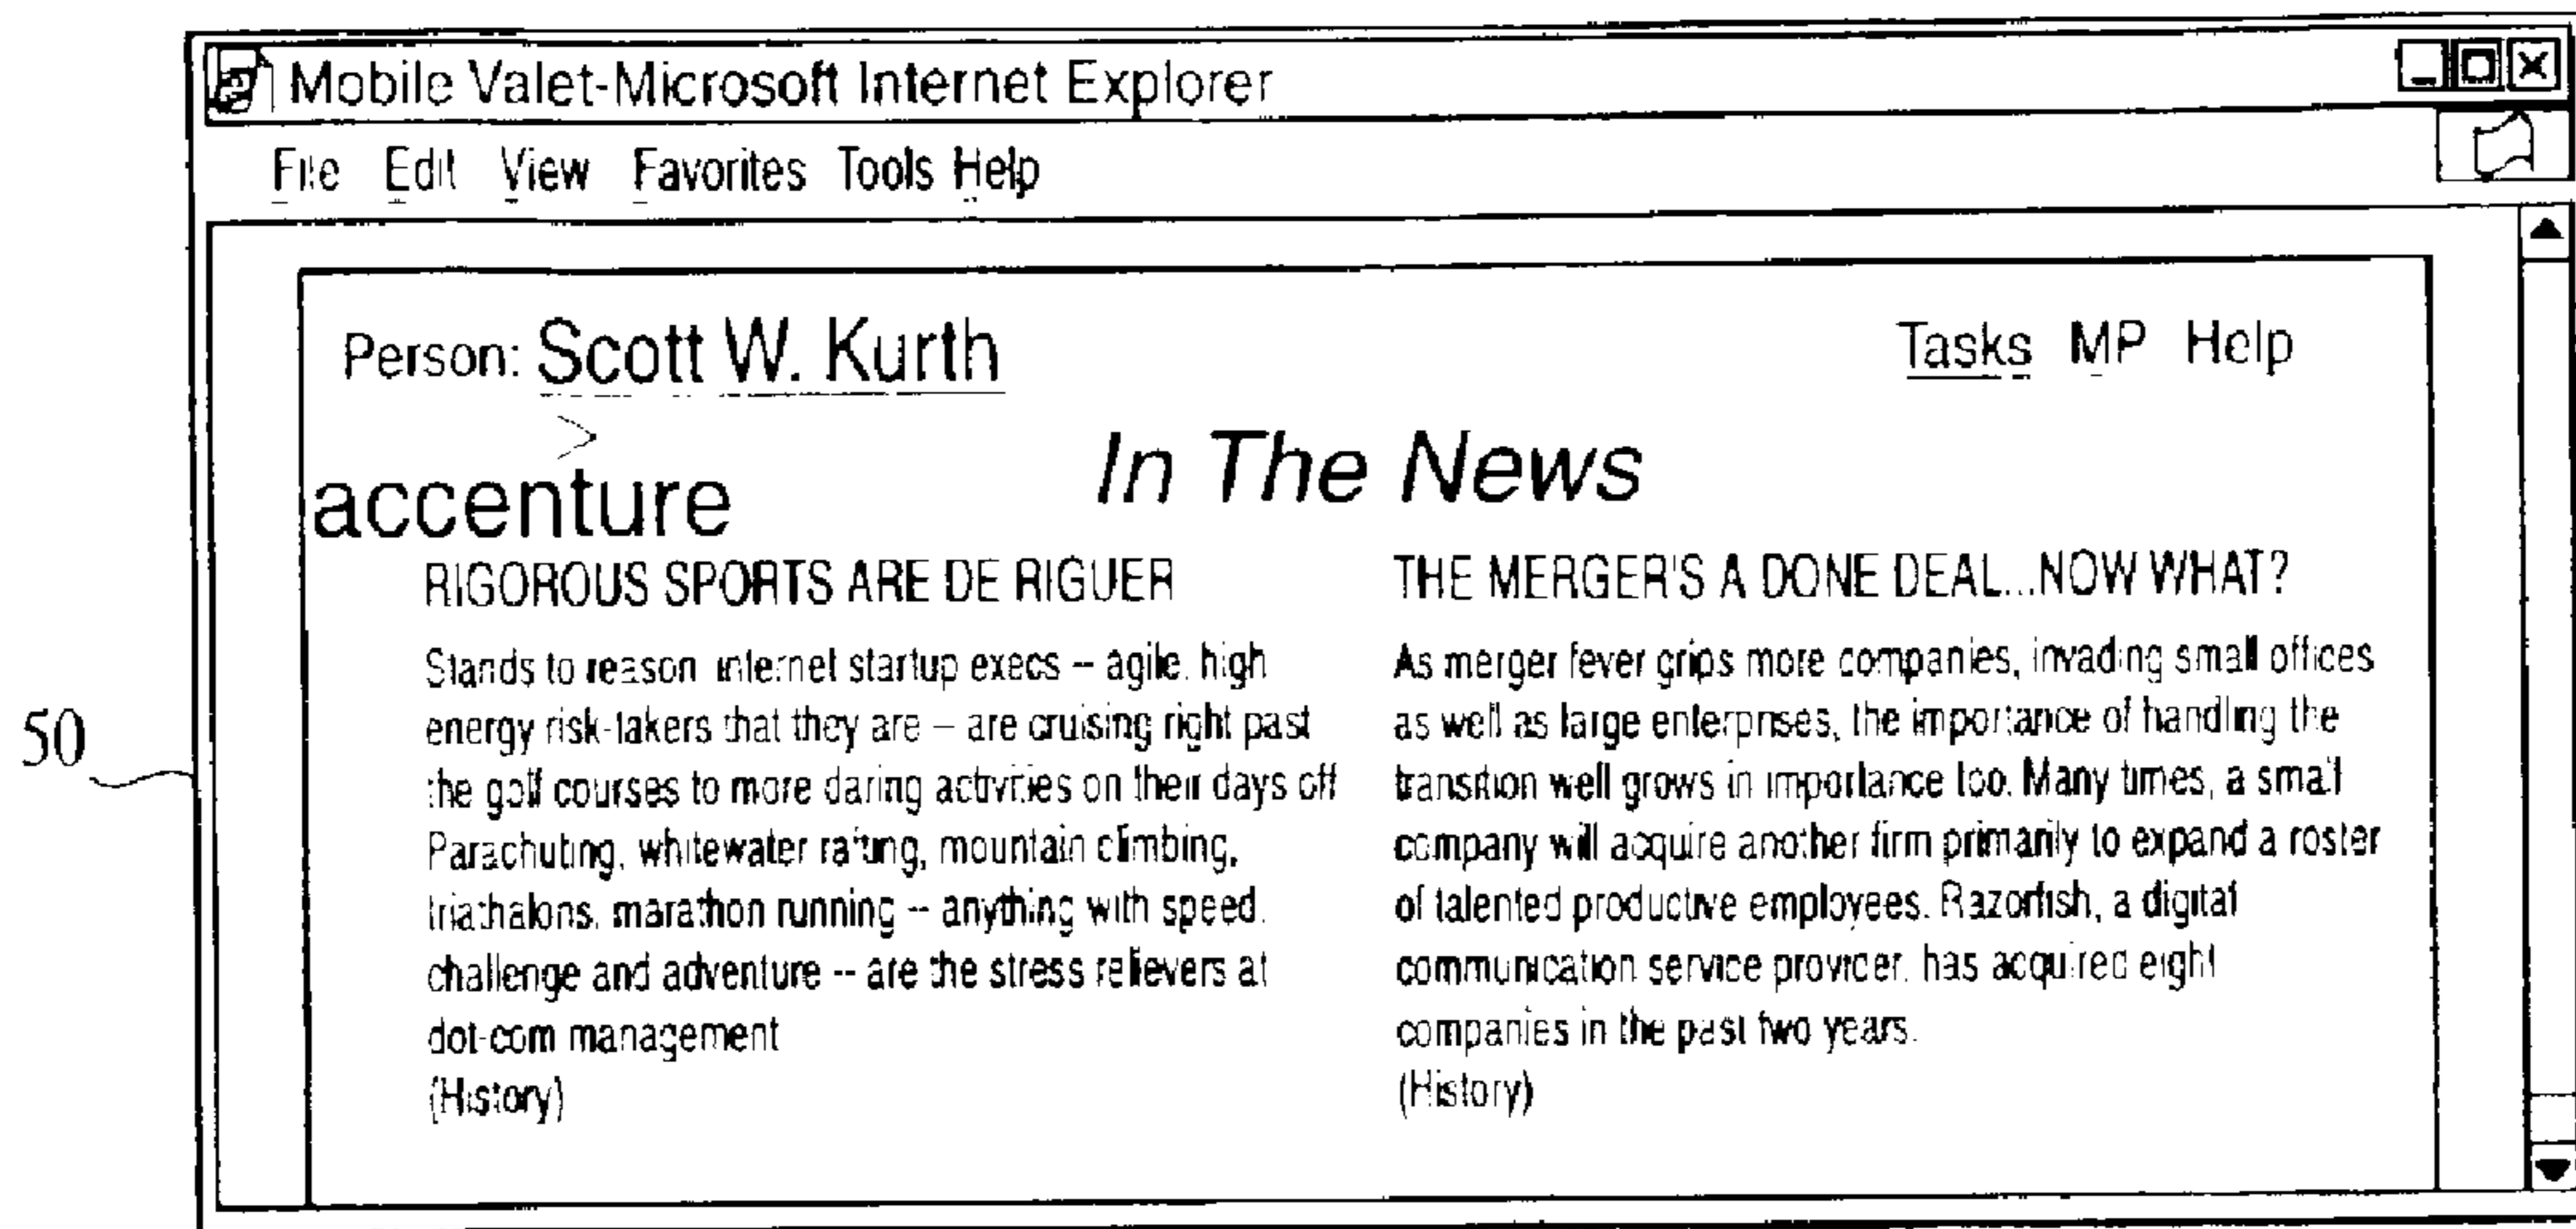 Mobile Valet-Microsoft Internet Explorer
File Edit View Favorites Tools Help
Person: Scott W. Kurth
Tasks MP Help
>
accenture
In The News
RIGOROUS SPORTS ARE DE RIGUER
Stands to reason internet startup execs -- agile, high
energy risk-takers that they are – are cruising right past
the golf courses to more daring activities on their days off
Parachuting, whitewater rafting, mountain climbing,
triathalons, marathon running -- anything with speed,
challenge and adventure -- are the stress relievers at
dot-com management
(History)
THE MERGER'S A DONE DEAL...NOW WHAT?
As merger fever grips more companies, invading small offices
as well as large enterprises, the importance of handling the
transition well grows in importance too. Many times, a small
company will acquire another firm primarily to expand a roster
of talented productive employees. Razorfish, a digital
communication service provider, has acquired eight
companies in the past two years.
(History)
50